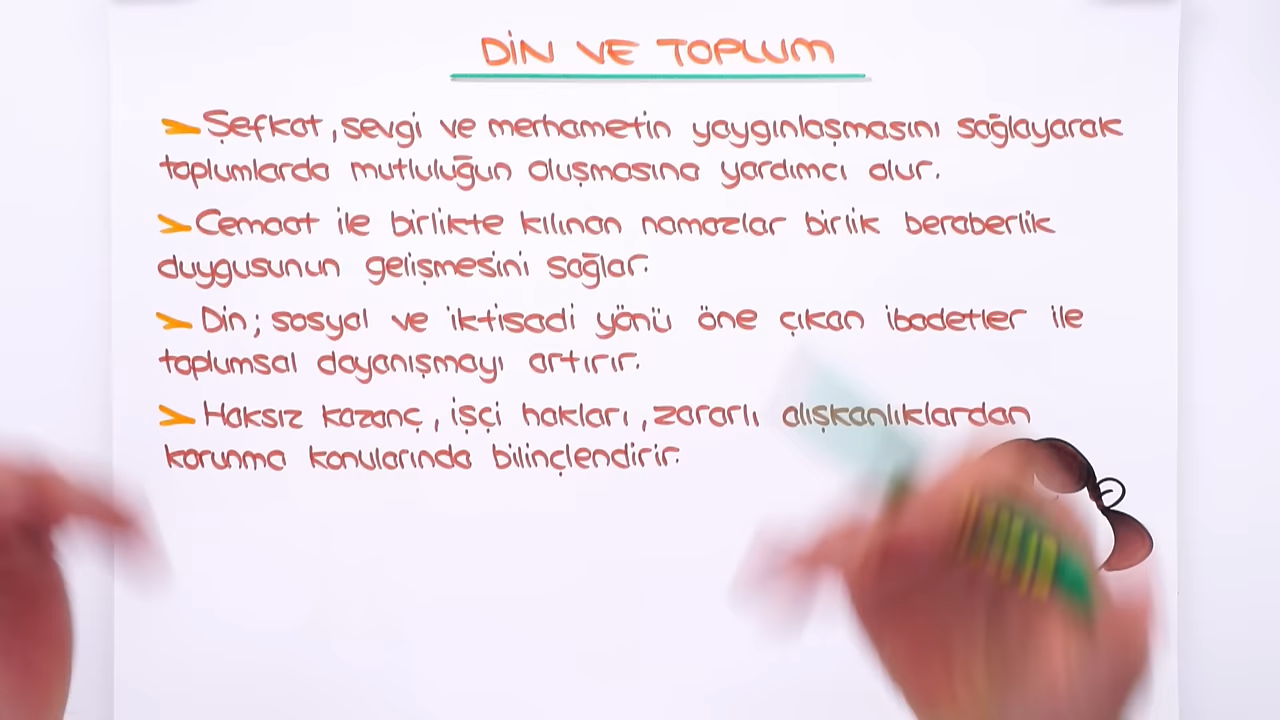 DİN VE TOPLUM
➤ Şefkat, sevgi ve merhametin yaygınlaşmasını sağlayarak
toplumlarda mutluluğun oluşmasına yardımcı olur.
➤ Cemaat ile birlikte kılınan namazlar birlik beraberlik
duygusunun gelişmesini sağlar.
➤ Din; sosyal ve iktisadi yönü öne çıkan ibadetler ile
toplumsal dayanışmayı artırır.
➤ Haksız kazanç, işçi hakları, zararlı alışkanlıklardan
korunma konularında bilinçlendirir.